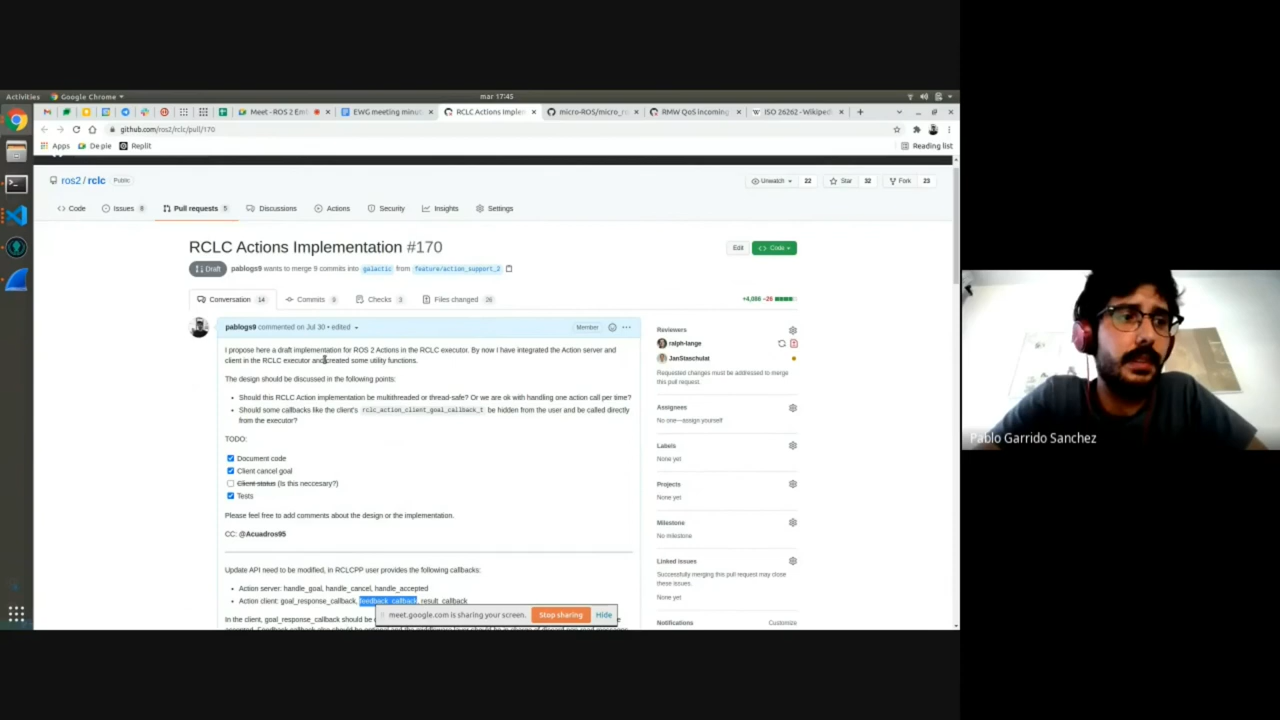 Activities Google Chrome mar 17:45
Meet - ROS 2 Em EWG meeting minut RCLC Actions Implem micro-ROS/micro_ro RMW QoS incoming ISO 26262 - Wikiped
github.com/ros2/rclc/pull/170
Apps De pie Replit Reading list
ros2 / rclc Public Unwatch 22 Star 32 Fork 23
Code Issues 8 Pull requests 5 Discussions Actions Security Insights Settings
RCLC Actions Implementation #170 Edit Code
Draft pablogs9 wants to merge 9 commits into galactic from feature/action_support_2
Conversation 14 Commits 9 Checks 3 Files changed 26 +4,086 −26
pablogs9 commented on Jul 30 • edited Member
I propose here a draft implementation for ROS 2 Actions in the RCLC executor. By now I have integrated the Action server and
client in the RCLC executor and created some utility functions.
The design should be discussed in the following points:
• Should this RCLC Action implementation be multithreaded or thread-safe? Or we are ok with handling one action call per time?
• Should some callbacks like the client's rclc_action_client_goal_callback_t be hidden from the user and be called directly
from the executor?
TODO:
Document code
Client cancel goal
Client status (Is this neccesary?)
Tests
Please feel free to add comments about the design or the implementation.
CC: @Acuadros95
Update API need to be modified, in RCLCPP user provides the following callbacks:
• Action server: handle_goal, handle_cancel, handle_accepted
• Action client: goal_response_callback, feedback_callback, result_callback
In the client, goal_response_callback should be
meet.google.com is sharing your screen. Stop sharing Hide
Reviewers
ralph-lange
JanStaschulat
Requested changes must be addressed to merge
this pull request.
Assignees
No one—assign yourself
Labels
None yet
Projects
None yet
Milestone
No milestone
Linked issues
Successfully merging this pull request may close
these issues.
None yet
Notifications Customize
Pablo Garrido Sanchez